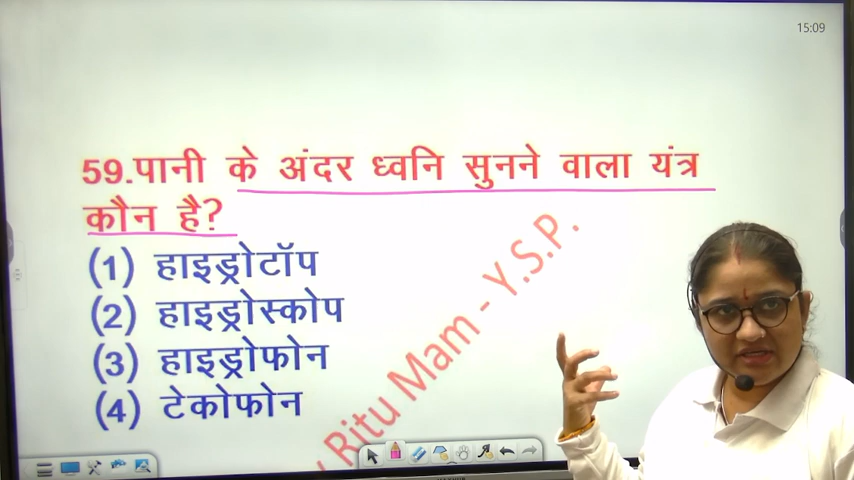 15:09
59.पानी के अंदर ध्वनि सुनने वाला यंत्र
कौन है?
(1) हाइड्रोटॉप
(2) हाइड्रोस्कोप
(3) हाइड्रोफोन
(4) टेकोफोन
Ritu Mam - Y.S.P.